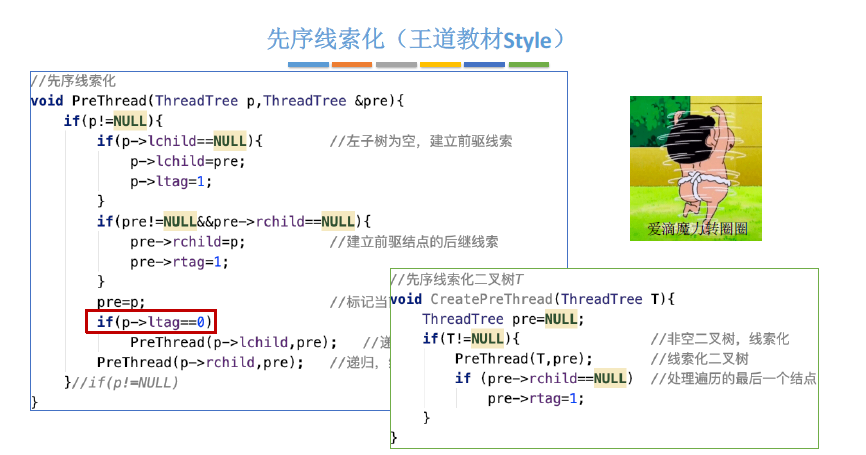 先序线索化（王道教材Style）
//先序线索化
void PreThread(ThreadTree p,ThreadTree &pre){
if(p!=NULL){
if(p->lchild==NULL){ //左子树为空，建立前驱线索
p->lchild=pre;
p->ltag=1;
}
if(pre!=NULL&&pre->rchild==NULL){
pre->rchild=p; //建立前驱结点的后继线索
pre->rtag=1;
}
pre=p; //标记当
if(p->ltag==0)
PreThread(p->lchild,pre); //递
PreThread(p->rchild,pre); //递归，
}//if(p!=NULL)
}
爱滴魔力转圈圈
//先序线索化二叉树T
void CreatePreThread(ThreadTree T){
ThreadTree pre=NULL;
if(T!=NULL){ //非空二叉树，线索化
PreThread(T,pre); //线索化二叉树
if (pre->rchild==NULL) //处理遍历的最后一个结点
pre->rtag=1;
}
}